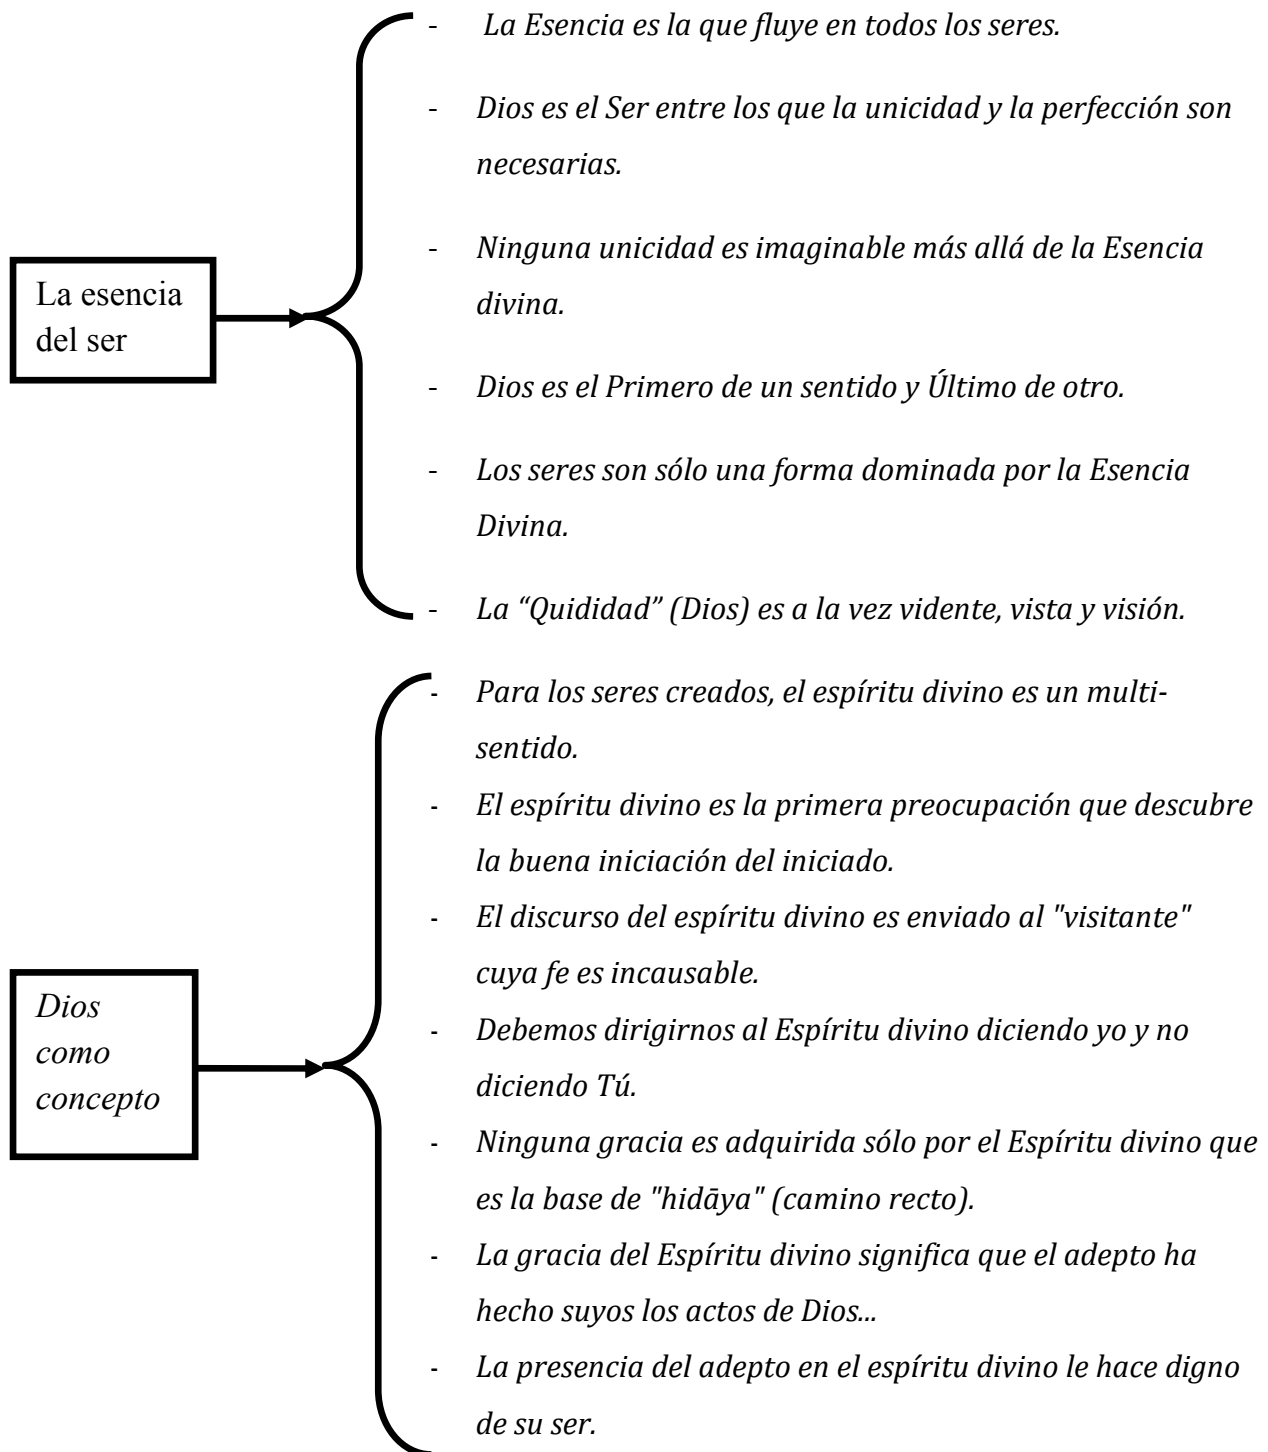 - La Esencia es la que fluye en todos los seres.
- Dios es el Ser entre los que la unicidad y la perfección son
necesarias.
- Ninguna unicidad es imaginable más allá de la Esencia
divina.
La esencia
del ser
- Dios es el Primero de un sentido y Último de otro.
- Los seres son sólo una forma dominada por la Esencia
Divina.
- La “Quididad” (Dios) es a la vez vidente, vista y visión.
- Para los seres creados, el espíritu divino es un multi-
sentido.
- El espíritu divino es la primera preocupación que descubre
la buena iniciación del iniciado.
- El discurso del espíritu divino es enviado al "visitante"
cuya fe es incausable.
Dios
como
concepto
- Debemos dirigirnos al Espíritu divino diciendo yo y no
diciendo Tú.
- Ninguna gracia es adquirida sólo por el Espíritu divino que
es la base de "hidāya" (camino recto).
- La gracia del Espíritu divino significa que el adepto ha
hecho suyos los actos de Dios...
- La presencia del adepto en el espíritu divino le hace digno
de su ser.